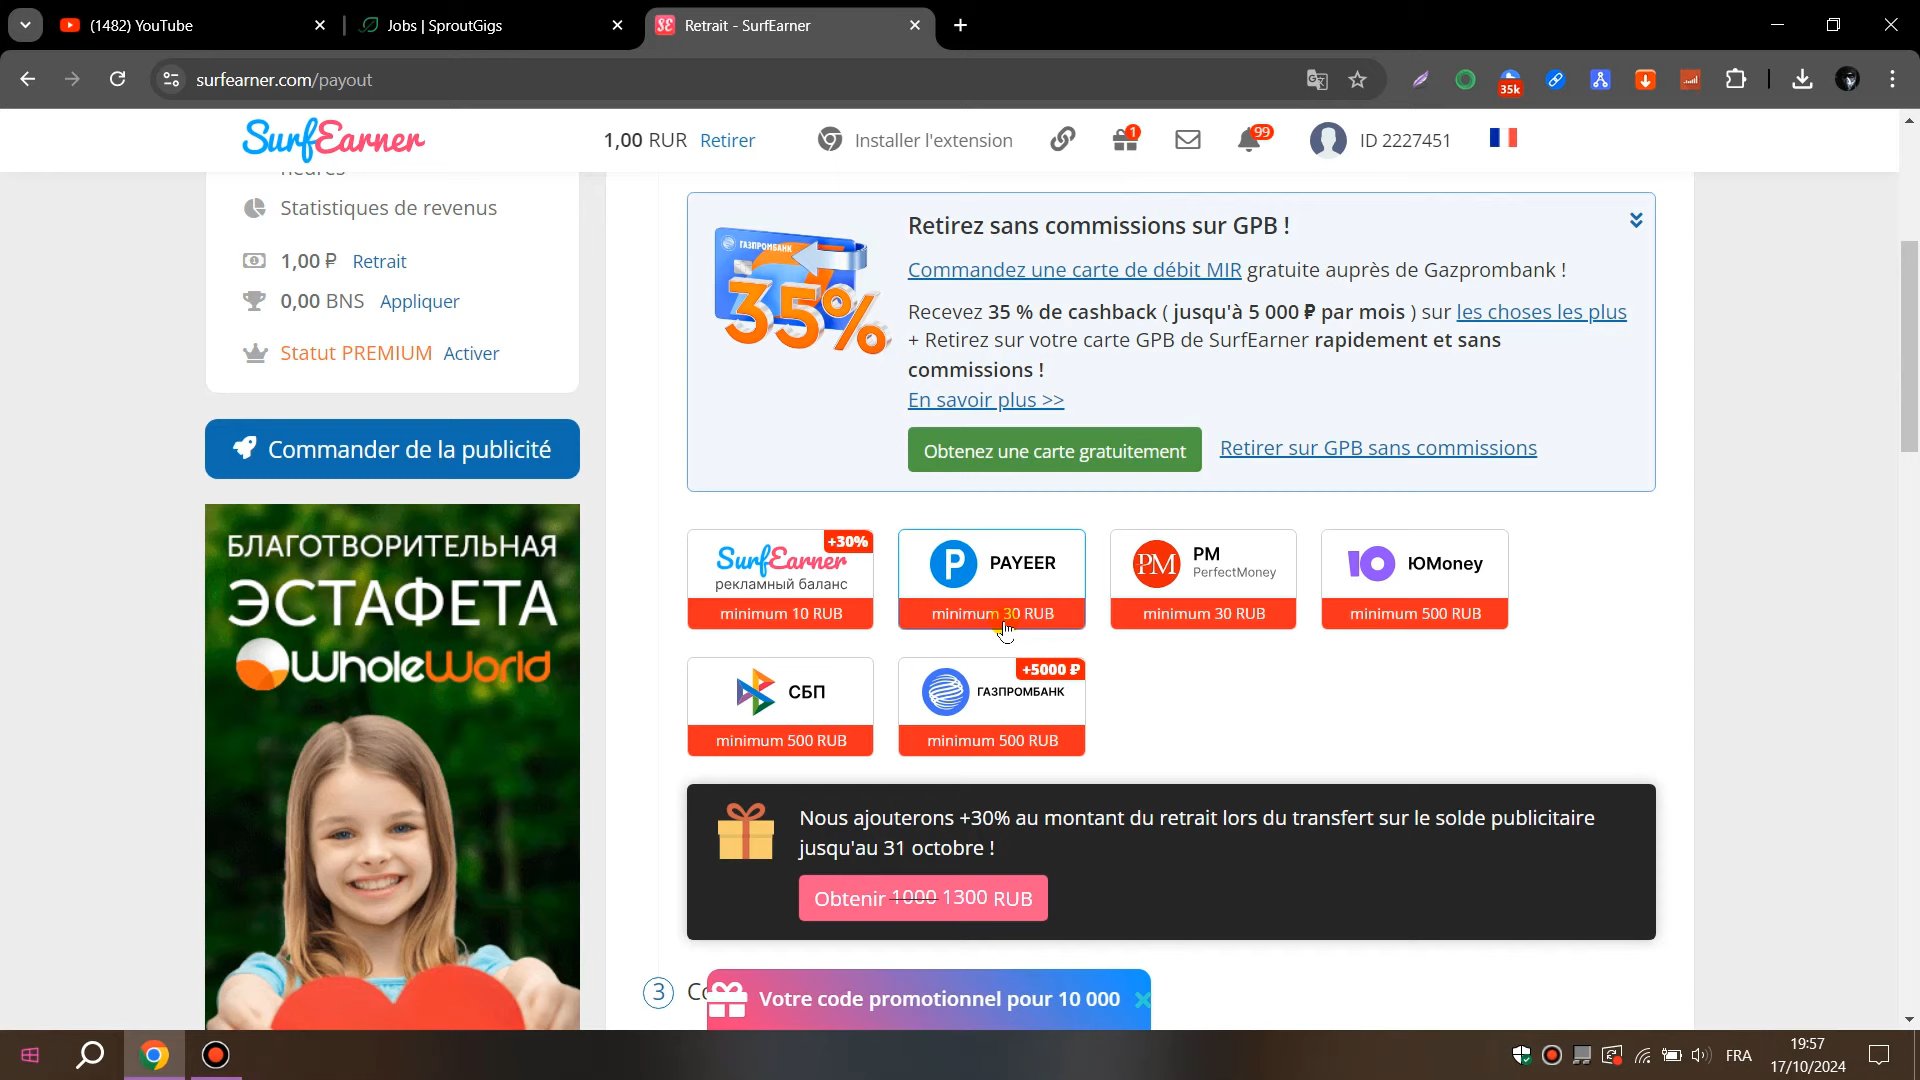 (1482) YouTube
Jobs | SproutGigs
Retrait - SurfEarner
surfearner.com/payout
35k
SurfEarner
1,00 RUR Retirer
Installer l'extension
1
99
ID 2227451
heures
Statistiques de revenus
1,00 ₽ Retrait
0,00 BNS Appliquer
Statut PREMIUM Activer
Commander de la publicité
БЛАГОТВОРИТЕЛЬНАЯ
ЭСТАФЕТА
WholeWorld
ГАЗПРОМБАНК
35%
Retirez sans commissions sur GPB !
Commandez une carte de débit MIR gratuite auprès de Gazprombank !
Recevez 35 % de cashback ( jusqu'à 5 000 ₽ par mois ) sur les choses les plus
+ Retirez sur votre carte GPB de SurfEarner rapidement et sans
commissions !
En savoir plus >>
Obtenez une carte gratuitement
Retirer sur GPB sans commissions
+30%
SurfEarner
рекламный баланс
minimum 10 RUB
P PAYEER
minimum 30 RUB
PM PM
PerfectMoney
minimum 30 RUB
ЮMoney
minimum 500 RUB
СБП
minimum 500 RUB
+5000 ₽
ГАЗПРОМБАНК
minimum 500 RUB
Nous ajouterons +30% au montant du retrait lors du transfert sur le solde publicitaire
jusqu'au 31 octobre !
Obtenir 1000 1300 RUB
3
Votre code promotionnel pour 10 000
FRA
19:57
17/10/2024